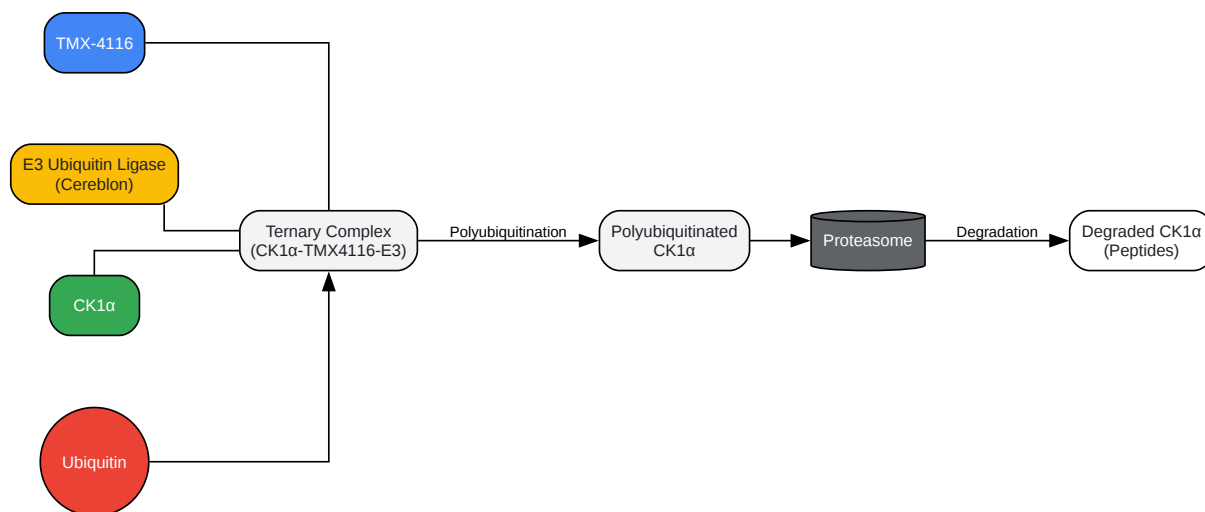 TMX-4116
E3 Ubiquitin Ligase
(Cereblon)
CK1α
Ubiquitin
Ternary Complex
(CK1α-TMX4116-E3)
Polyubiquitination
Polyubiquitinated
CK1α
Proteasome
Degradation
Degraded CK1α
(Peptides)